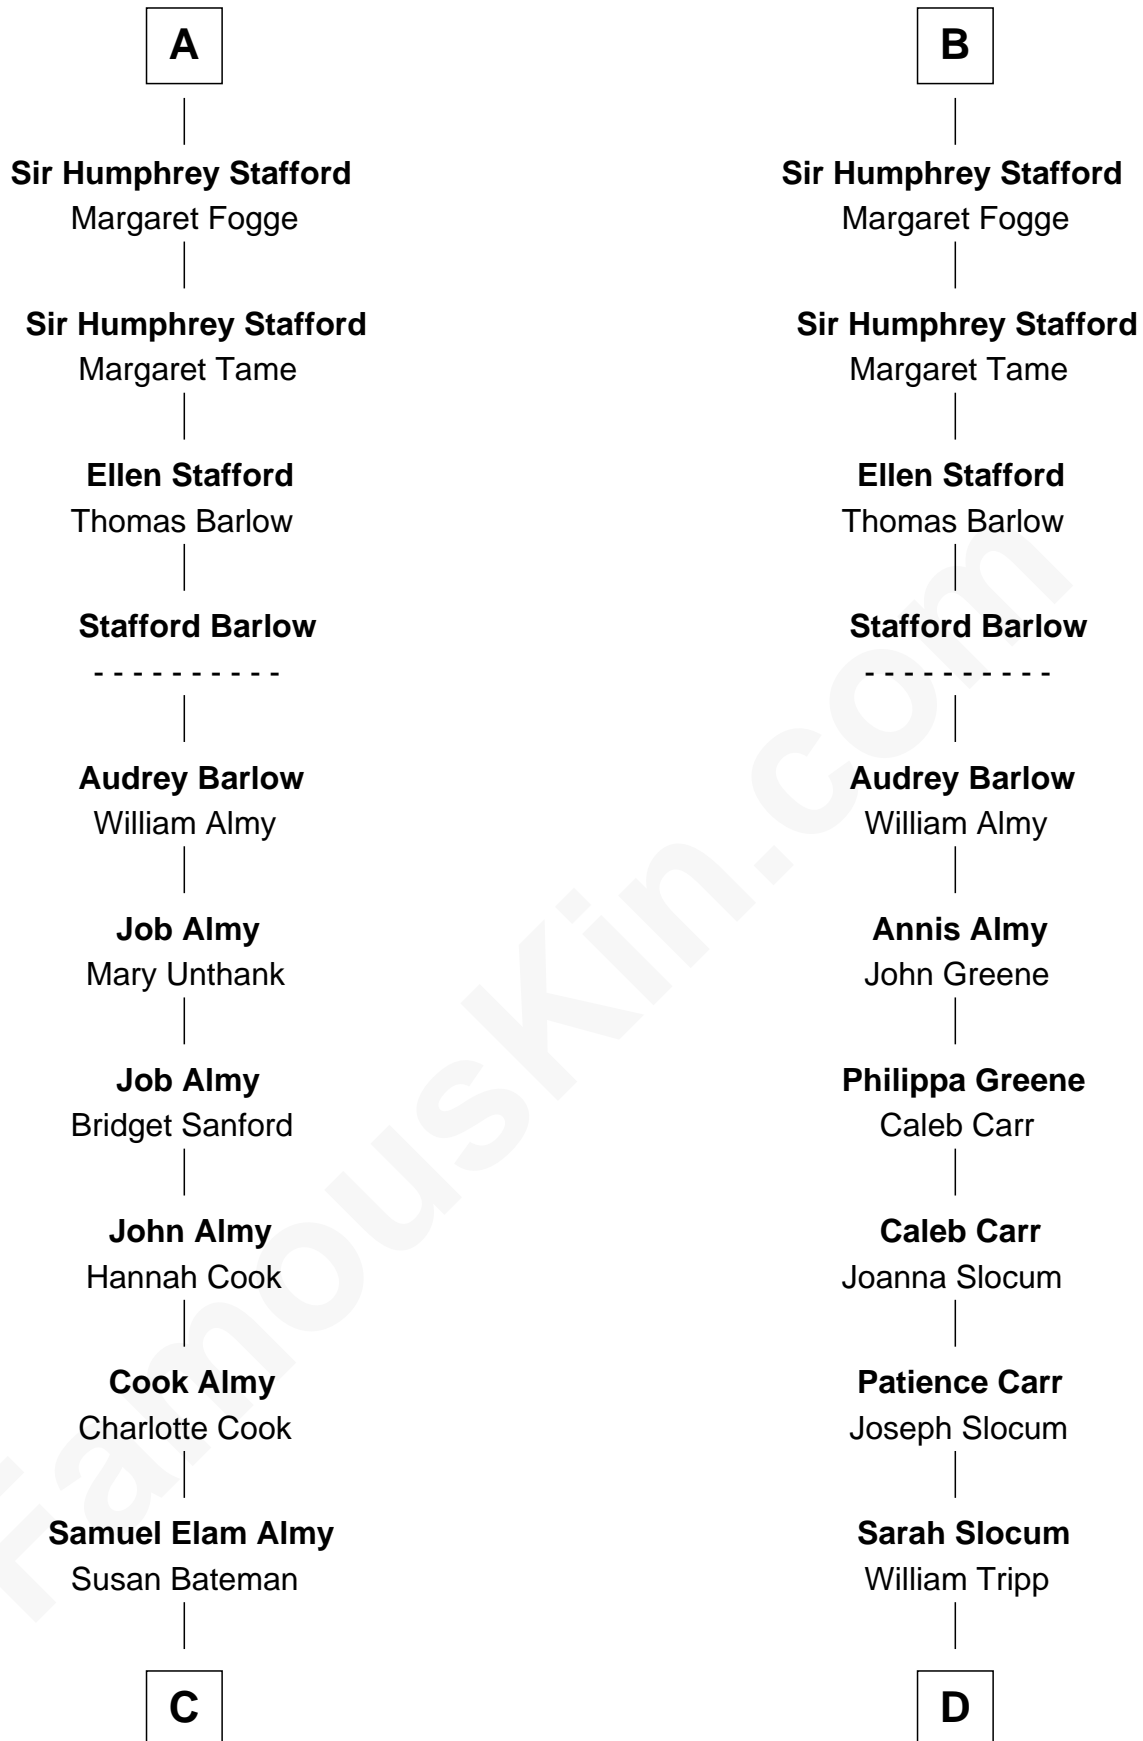 A
Sir Humphrey Stafford
Margaret Fogge
Sir Humphrey Stafford
Margaret Tame
Ellen Stafford
Thomas Barlow
Stafford Barlow
- - - - - - - - - -
Audrey Barlow
William Almy
Job Almy
Mary Unthank
Job Almy
Bridget Sanford
John Almy
Hannah Cook
Cook Almy
Charlotte Cook
Samuel Elam Almy
Susan Bateman
C
B
Sir Humphrey Stafford
Margaret Fogge
Sir Humphrey Stafford
Margaret Tame
Ellen Stafford
Thomas Barlow
Stafford Barlow
- - - - - - - - - -
Audrey Barlow
William Almy
Annis Almy
John Greene
Philippa Greene
Caleb Carr
Caleb Carr
Joanna Slocum
Patience Carr
Joseph Slocum
Sarah Slocum
William Tripp
D
FamousKin.com